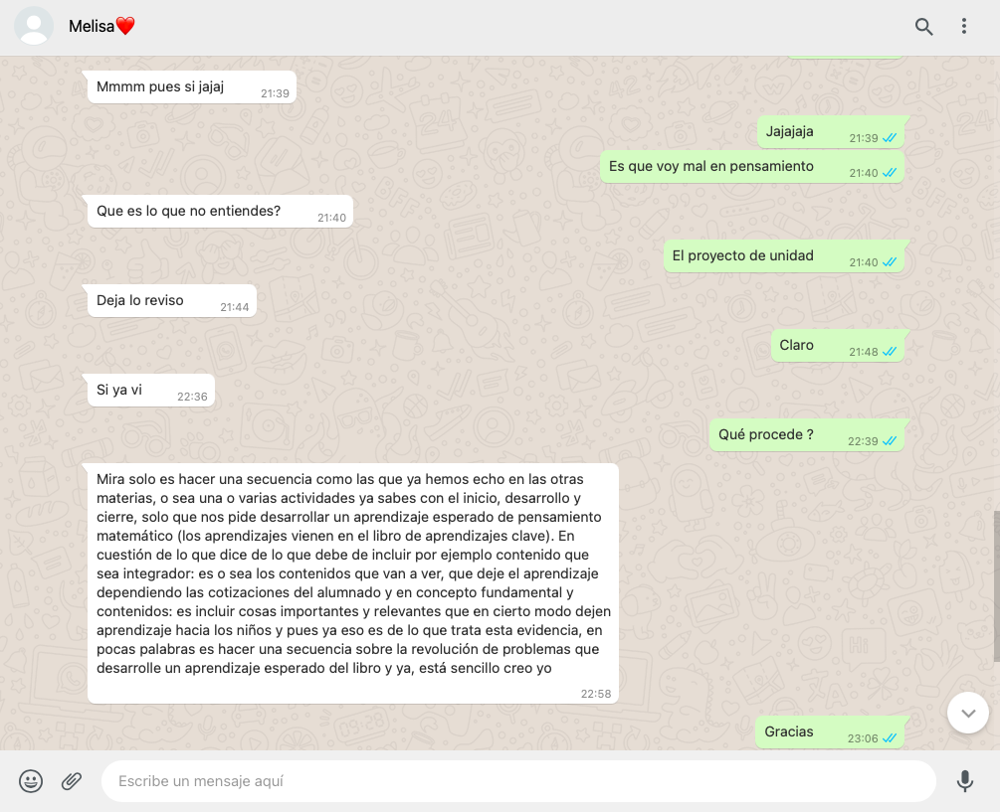 Melisa❤️
Mmmm pues si jajaj
21:39
Jajajaja
21:39
Es que voy mal en pensamiento
21:40
Que es lo que no entiendes?
21:40
El proyecto de unidad
21:40
Deja lo reviso
21:44
Claro
21:48
Si ya vi
22:36
Qué procede ?
22:39
Mira solo es hacer una secuencia como las que ya hemos echo en las otras
materias, o sea una o varias actividades ya sabes con el inicio, desarrollo y
cierre, solo que nos pide desarrollar un aprendizaje esperado de pensamiento
matemático (los aprendizajes vienen en el libro de aprendizajes clave). En
cuestión de lo que dice de lo que debe de incluir por ejemplo contenido que
sea integrador: es o sea los contenidos que van a ver, que deje el aprendizaje
dependiendo las cotizaciones del alumnado y en concepto fundamental y
contenidos: es incluir cosas importantes y relevantes que en cierto modo dejen
aprendizaje hacia los niños y pues ya eso es de lo que trata esta evidencia, en
pocas palabras es hacer una secuencia sobre la revolución de problemas que
desarrolle un aprendizaje esperado del libro y ya, está sencillo creo yo
22:58
Gracias
23:06
Escribe un mensaje aquí